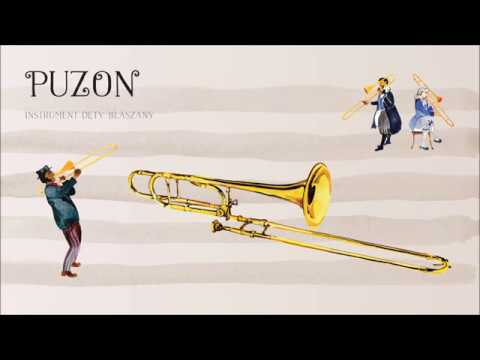 PUZON
INSTRUMENT DĘTY BLASZANY